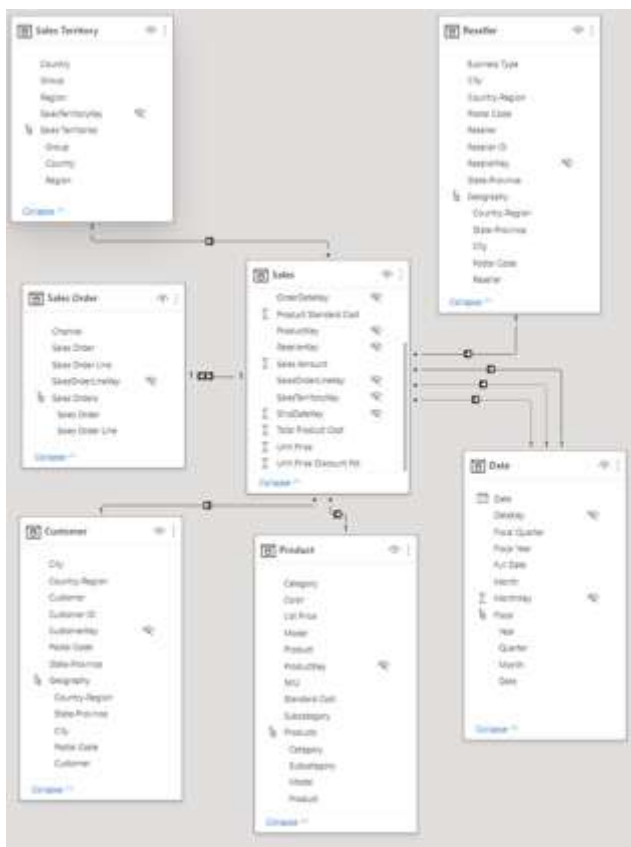 Sales Territory
Country
Group
Region
SalesTerritoryKey
Sales Territories
Group
Country
Region
Collapse
Reseller
Business Type
City
Country-Region
Postal Code
Reseller
Reseller ID
ResellerKey
State-Province
Geography
Country-Region
State-Province
City
Postal Code
Reseller
Collapse
Sales Order
Channel
Sales Order
Sales Order Line
SalesOrderLineKey
Sales Orders
Sales Order
Sales Order Line
Collapse
1
1
Sales
OrderDateKey
Product Standard Cost
ProductKey
ResellerKey
Sales Amount
SalesOrderLineKey
SalesTerritoryKey
ShipDateKey
Total Product Cost
Unit Price
Unit Price Discount Pct
Collapse
Date
Date
DateKey
Fiscal Quarter
Fiscal Year
Full Date
Month
MonthKey
Fiscal
Year
Quarter
Month
Date
Collapse
Customer
City
Country-Region
Customer
Customer ID
CustomerKey
Postal Code
State-Province
Geography
Country-Region
State-Province
City
Postal Code
Customer
Collapse
Product
Category
Color
List Price
Model
Product
ProductKey
SKU
Standard Cost
Subcategory
Products
Category
Subcategory
Model
Product
Collapse